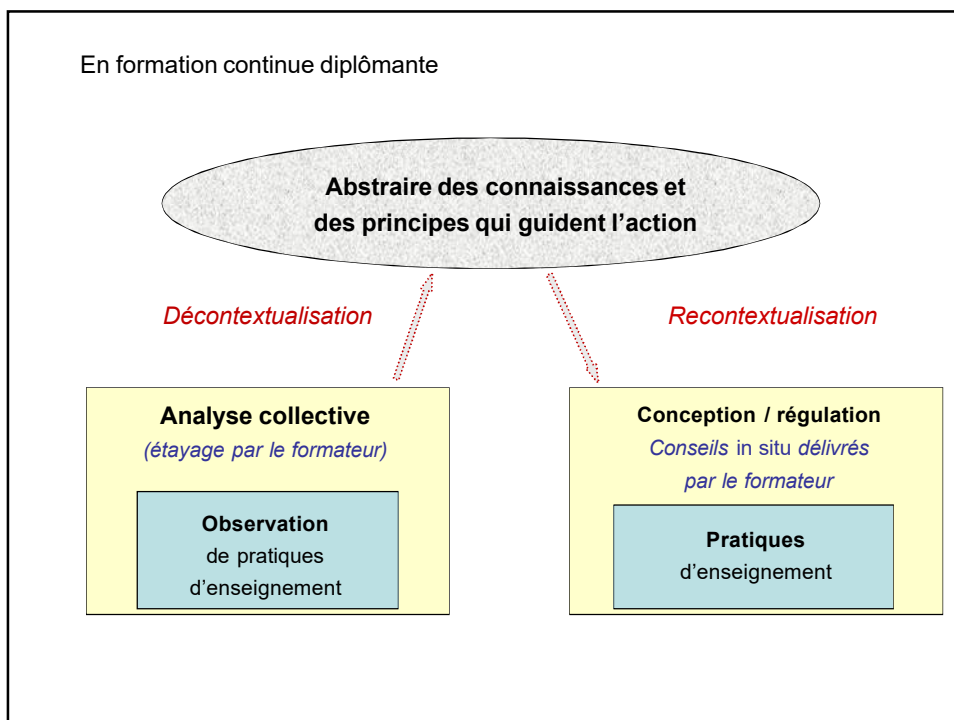 En formation continue diplômante
Abstraire des connaissances et
des principes qui guident l’action
Décontextualisation
Recontextualisation
Analyse collective
(étayage par le formateur)
Observation
de pratiques
d’enseignement
Conception / régulation
Conseils in situ délivrés
par le formateur
Pratiques
d’enseignement